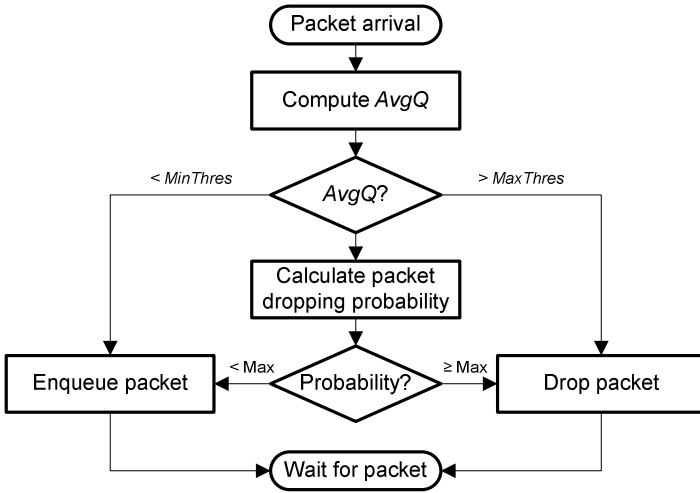 Packet arrival
Compute AvgQ
< MinThres
AvgQ?
> MaxThres
Calculate packet
dropping probability
Enqueue packet
< Max
Probability?
≥ Max
Drop packet
Wait for packet